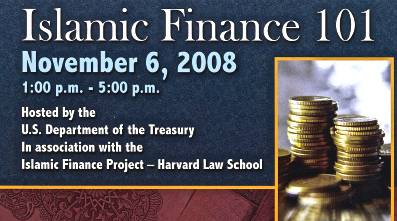 Islamic Finance 101
November 6, 2008
1:00 p.m. - 5:00 p.m.
Hosted by the
U.S. Department of the Treasury
In association with the
Islamic Finance Project – Harvard Law School